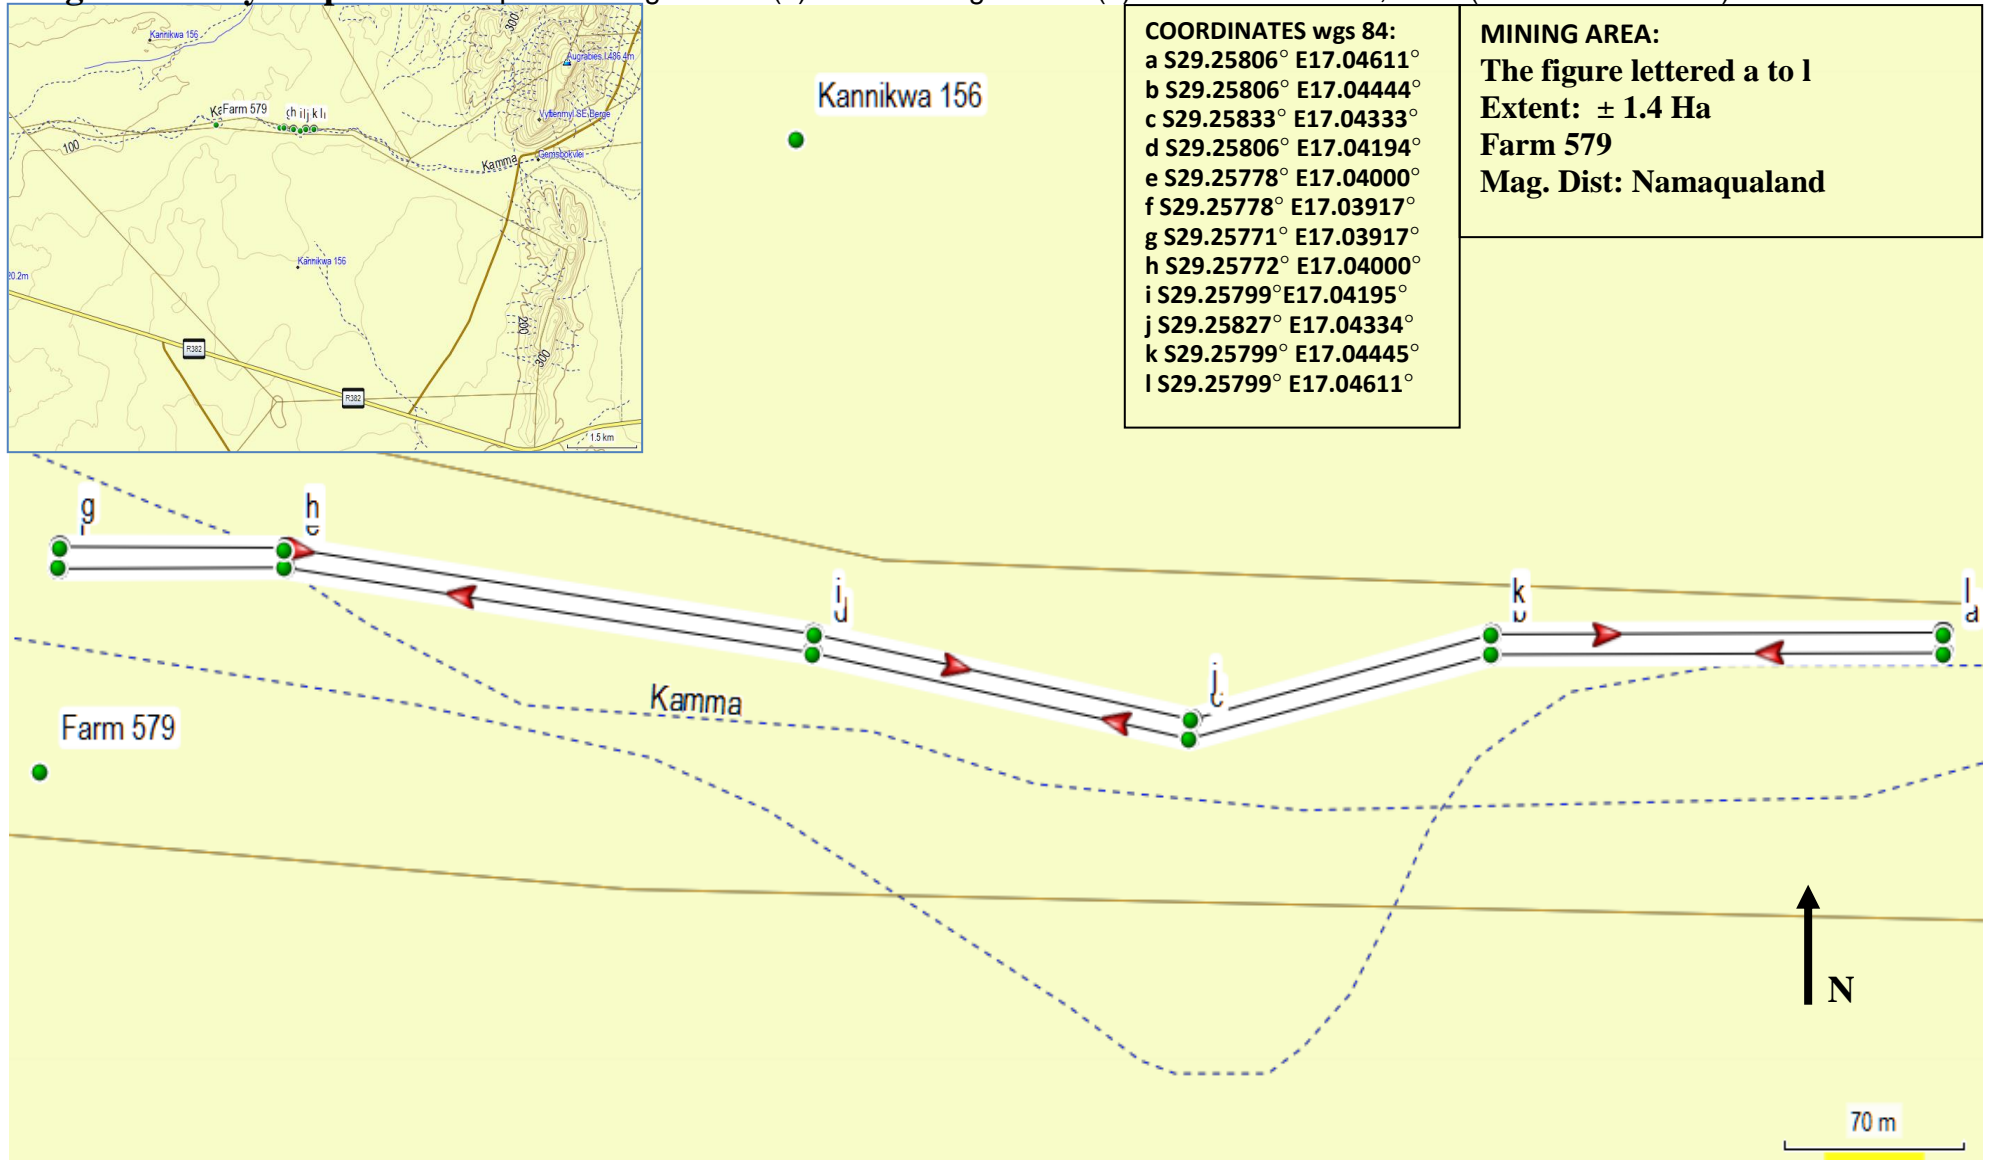 COORDINATES wgs 84:
a S29.25806° E17.04611°
b S29.25806° E17.04444°
c S29.25833° E17.04333°
d S29.25806° E17.04194°
e S29.25778° E17.04000°
f S29.25778° E17.03917°
g S29.25771° E17.03917°
h S29.25772° E17.04000°
i S29.25799°E17.04195°
j S29.25827° E17.04334°
k S29.25799° E17.04445°
l S29.25799° E17.04611°
MINING AREA:
The figure lettered a to l
Extent: ± 1.4 Ha
Farm 579
Mag. Dist: Namaqualand
Kannikwa 156
Kannikwa 156
Augrabies 1486.4m
300
Farm 579
Vyftienmyl SE Berge
100
Kamma
Gemsbokvlei
Kannikwa 156
20.2m
200
300
R382
R382
1.5 km
g
h
i
k
l
j
Kamma
Farm 579
N
70 m